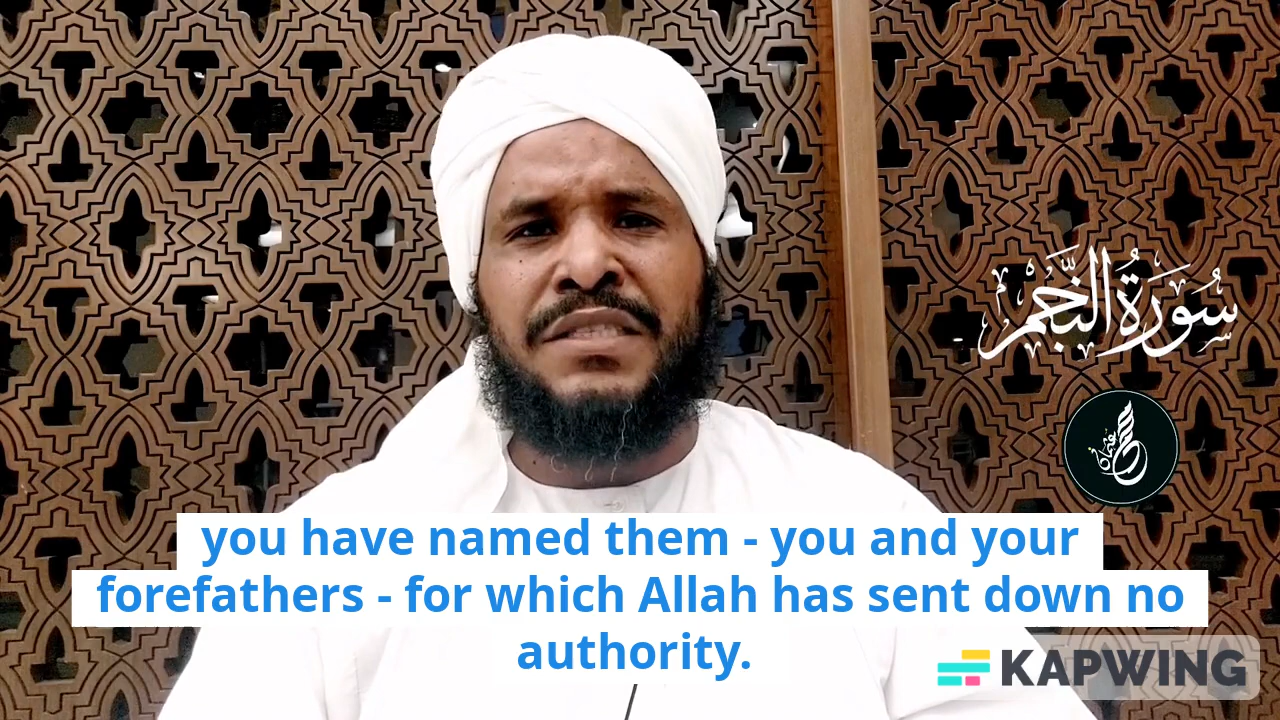 سُورَةُ النَّجْمِ
you have named them - you and your
forefathers - for which Allah has sent down no
authority.
KAPWING